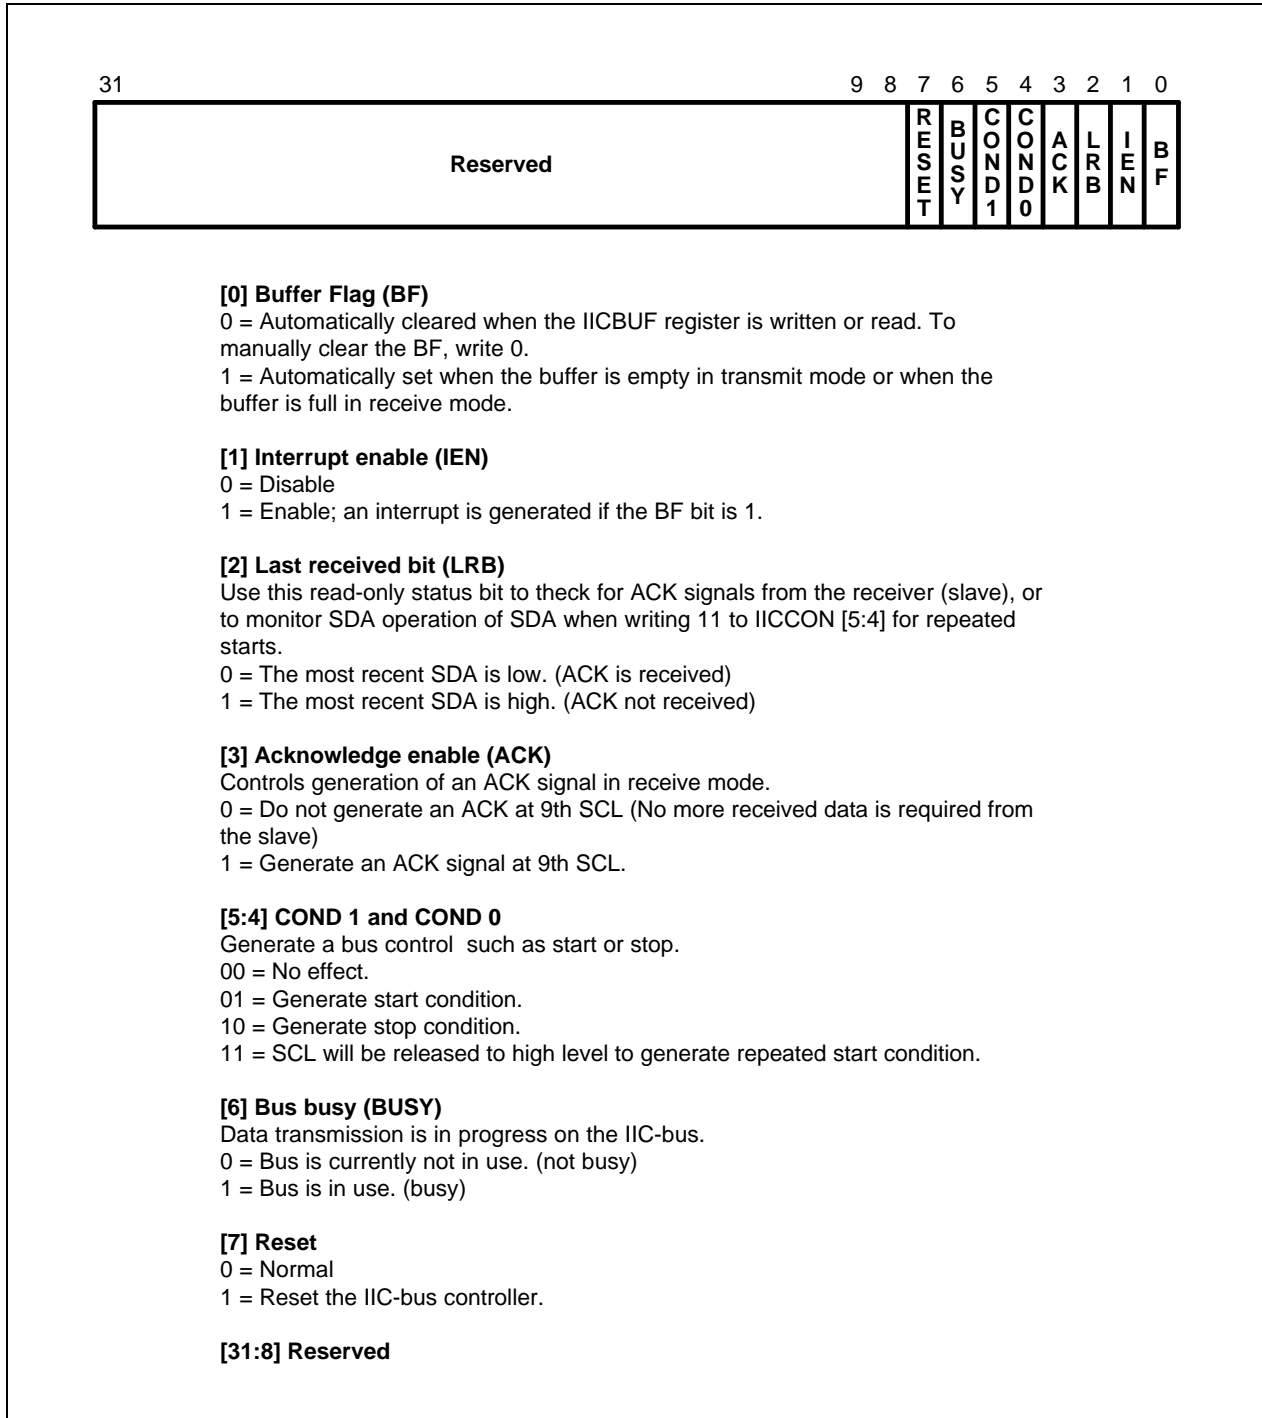 31 9 8 7 6 5 4 3 2 1 0
Reserved RESET BUSY COND1 COND0 ACK LRB IEN BF
[0] Buffer Flag (BF)
0 = Automatically cleared when the IICBUF register is written or read. To
manually clear the BF, write 0.
1 = Automatically set when the buffer is empty in transmit mode or when the
buffer is full in receive mode.
[1] Interrupt enable (IEN)
0 = Disable
1 = Enable; an interrupt is generated if the BF bit is 1.
[2] Last received bit (LRB)
Use this read-only status bit to theck for ACK signals from the receiver (slave), or
to monitor SDA operation of SDA when writing 11 to IICCON [5:4] for repeated
starts.
0 = The most recent SDA is low. (ACK is received)
1 = The most recent SDA is high. (ACK not received)
[3] Acknowledge enable (ACK)
Controls generation of an ACK signal in receive mode.
0 = Do not generate an ACK at 9th SCL (No more received data is required from
the slave)
1 = Generate an ACK signal at 9th SCL.
[5:4] COND 1 and COND 0
Generate a bus control  such as start or stop.
00 = No effect.
01 = Generate start condition.
10 = Generate stop condition.
11 = SCL will be released to high level to generate repeated start condition.
[6] Bus busy (BUSY)
Data transmission is in progress on the IIC-bus.
0 = Bus is currently not in use. (not busy)
1 = Bus is in use. (busy)
[7] Reset
0 = Normal
1 = Reset the IIC-bus controller.
[31:8] Reserved